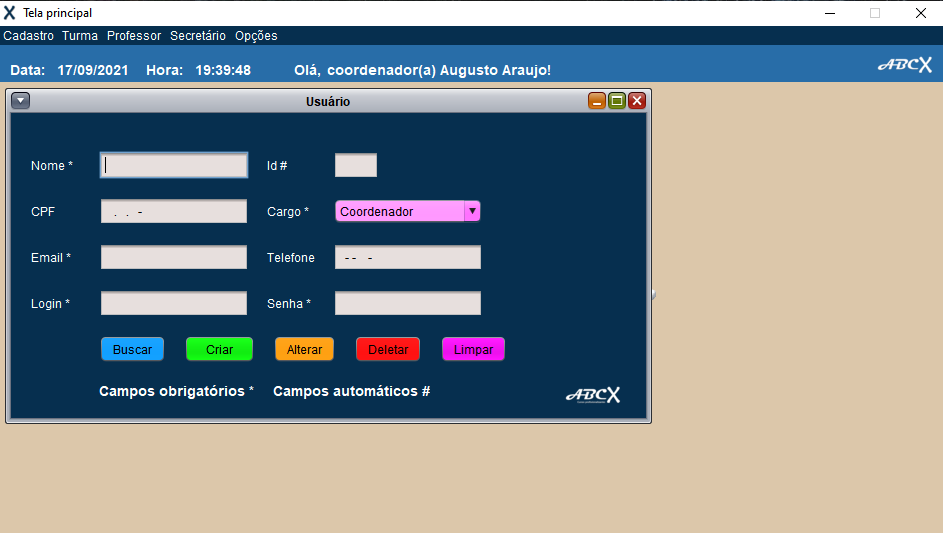 Tela principal
Cadastro Turma Professor Secretário Opções
Data: 17/09/2021 Hora: 19:39:48 Olá, coordenador(a) Augusto Araujo!
ABCX
Usuário
Nome * Id #
CPF . . - Cargo * Coordenador
Email * Telefone -- -
Login * Senha *
Buscar Criar Alterar Deletar Limpar
Campos obrigatórios * Campos automáticos #
ABCX